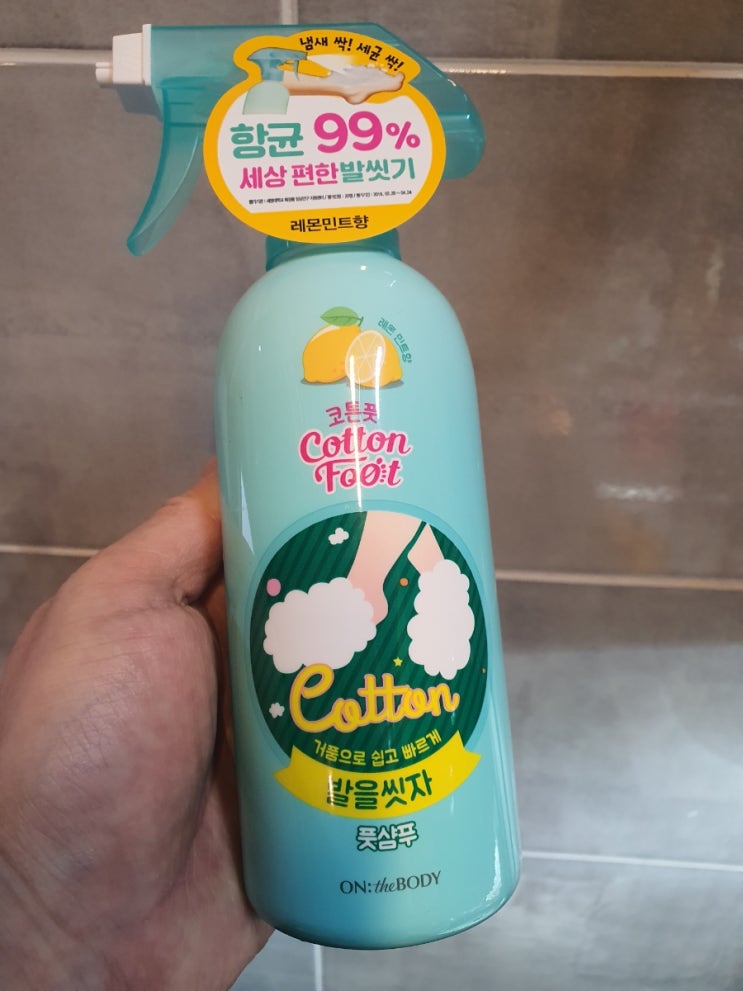 냄새 싹! 세균 싹!
항균 99%
세상 편한 발씻기
레몬민트향
레몬 민트향
코튼풋
Cotton
Foot
Cotton
거품으로 쉽고 빠르게
발을씻자
풋샴푸
ON: the BODY